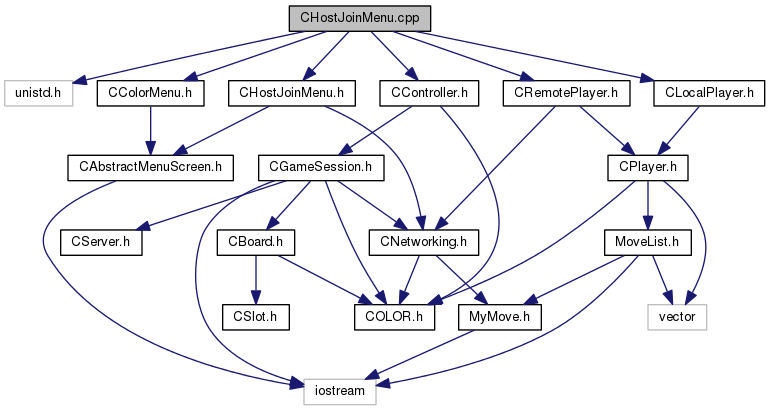 CHostJoinMenu.cpp
unistd.h
CColorMenu.h
CHostJoinMenu.h
CController.h
CRemotePlayer.h
CLocalPlayer.h
CAbstractMenuScreen.h
CGameSession.h
CPlayer.h
CServer.h
CBoard.h
CNetworking.h
MoveList.h
CSlot.h
COLOR.h
MyMove.h
vector
iostream